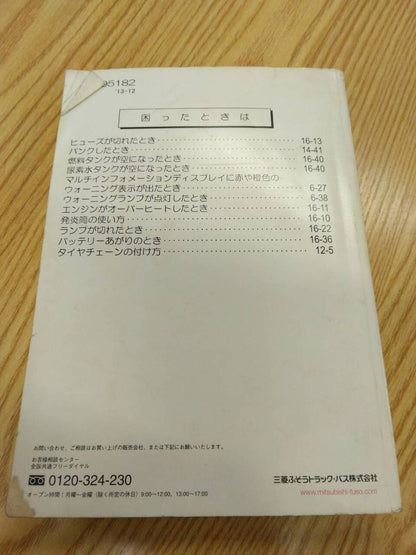 95182
'13-12
困ったときは
ヒューズが切れたとき 16-13
パンクしたとき 14-41
燃料タンクが空になったとき 16-40
尿素水タンクが空になったとき 16-40
マルチインフォメーションディスプレイに赤や橙色の
ウォーニング表示が出たとき 6-27
ウォーニングランプが点灯したとき 6-38
エンジンがオーバーヒートしたとき 16-11
発炎筒の使い方 16-10
ランプが切れたとき 16-22
バッテリーあがりのとき 16-36
タイヤチェーンの付け方 12-5
お問い合わせ、ご相談はお買い上げの販売会社、または下記にお願いいたします。
お客様相談センター
全国共通フリーダイヤル
0120-324-230
オープン時間：月曜〜金曜（除く所定の休日）9:00〜12:00、13:00〜17:00
三菱ふそうトラック・バス株式会社
www.mitsubishi-fuso.com